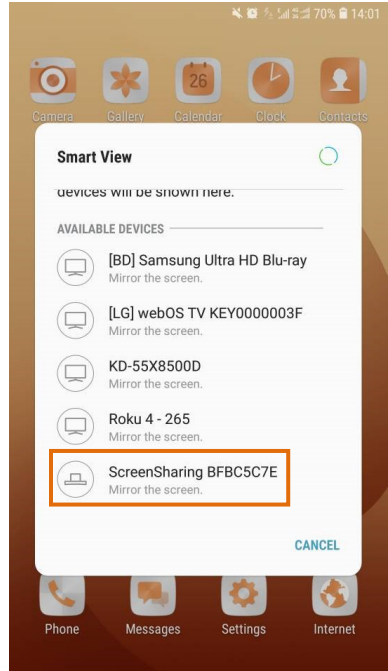 70% 14:01
26
Camera Gallery Calendar Clock Contacts
Smart View
devices will be shown here.
AVAILABLE DEVICES
[BD] Samsung Ultra HD Blu-ray
Mirror the screen.
[LG] webOS TV KEY0000003F
Mirror the screen.
KD-55X8500D
Mirror the screen.
Roku 4 - 265
Mirror the screen.
ScreenSharing BFBC5C7E
Mirror the screen.
CANCEL
Phone Messages Settings Internet